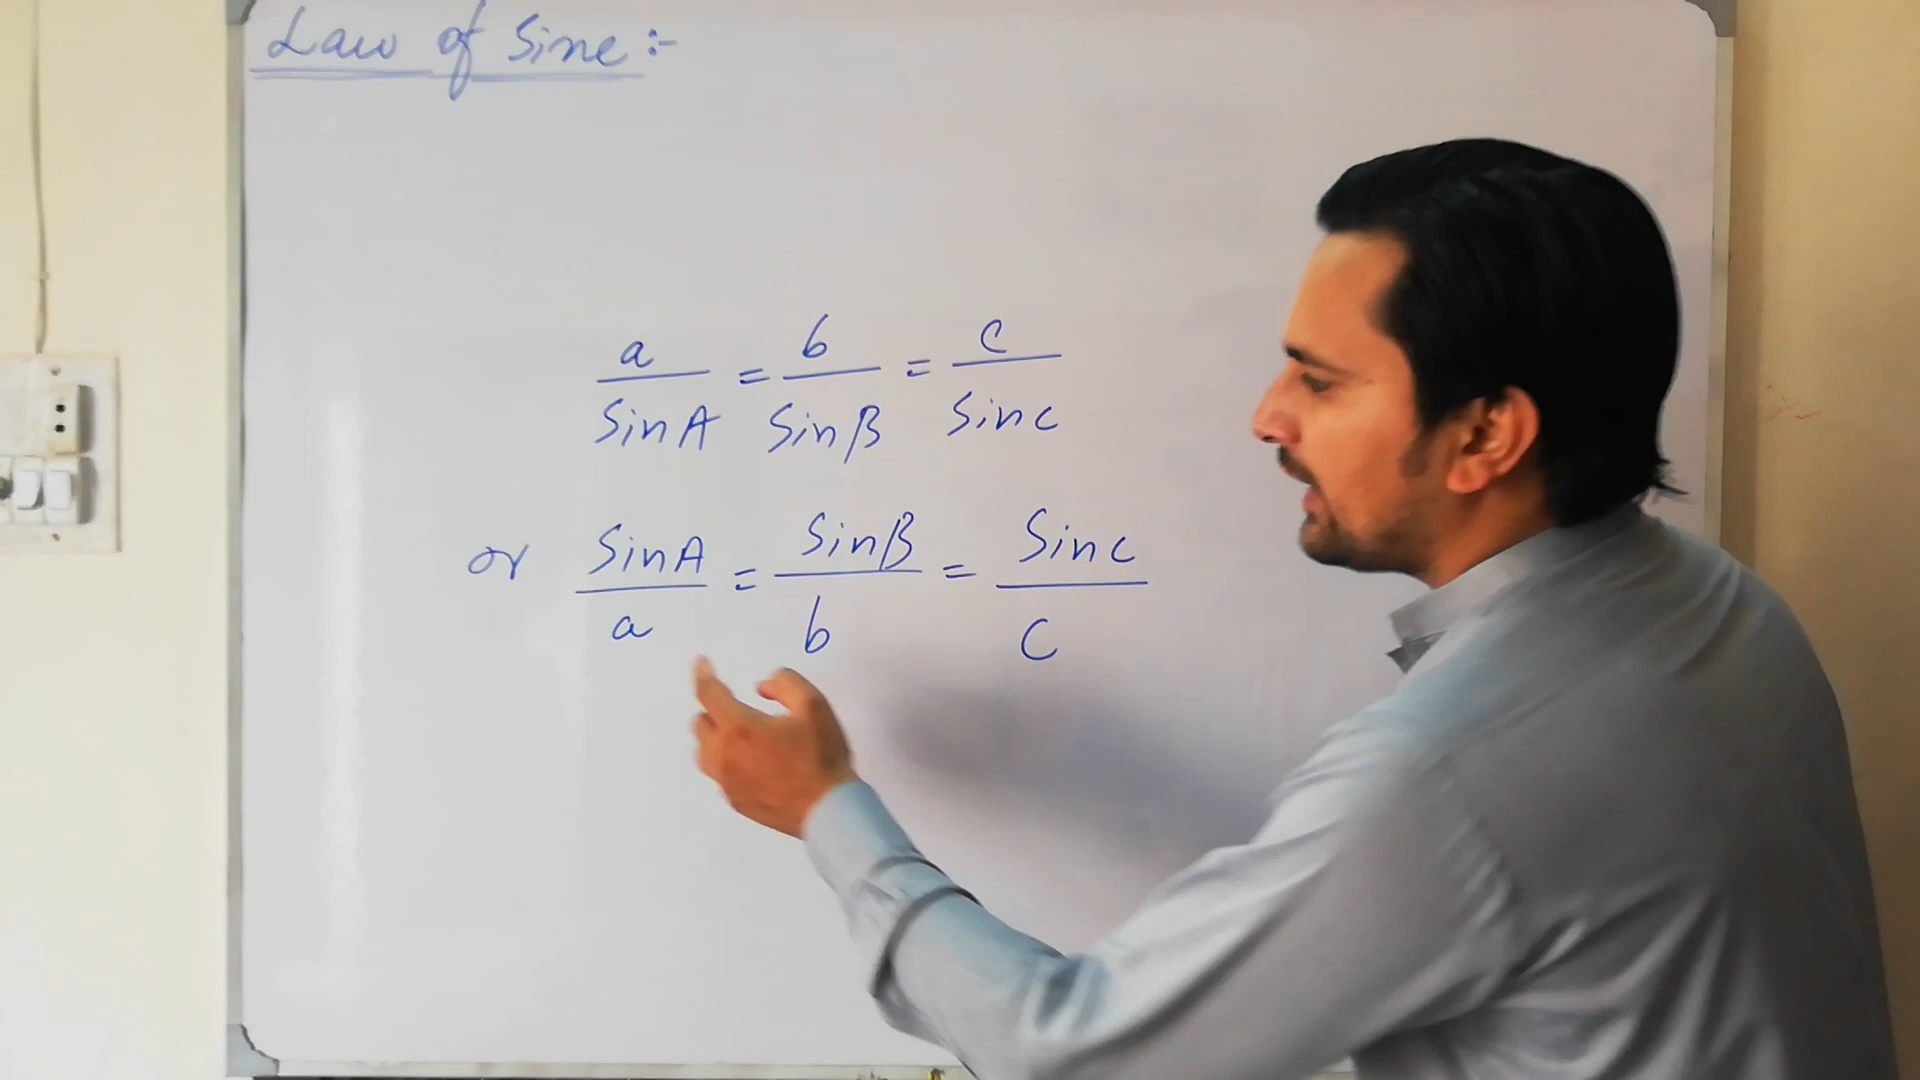 Law of Sine :-
a/SinA = b/SinB = c/Sinc
or SinA/a = SinB/b = Sinc/c